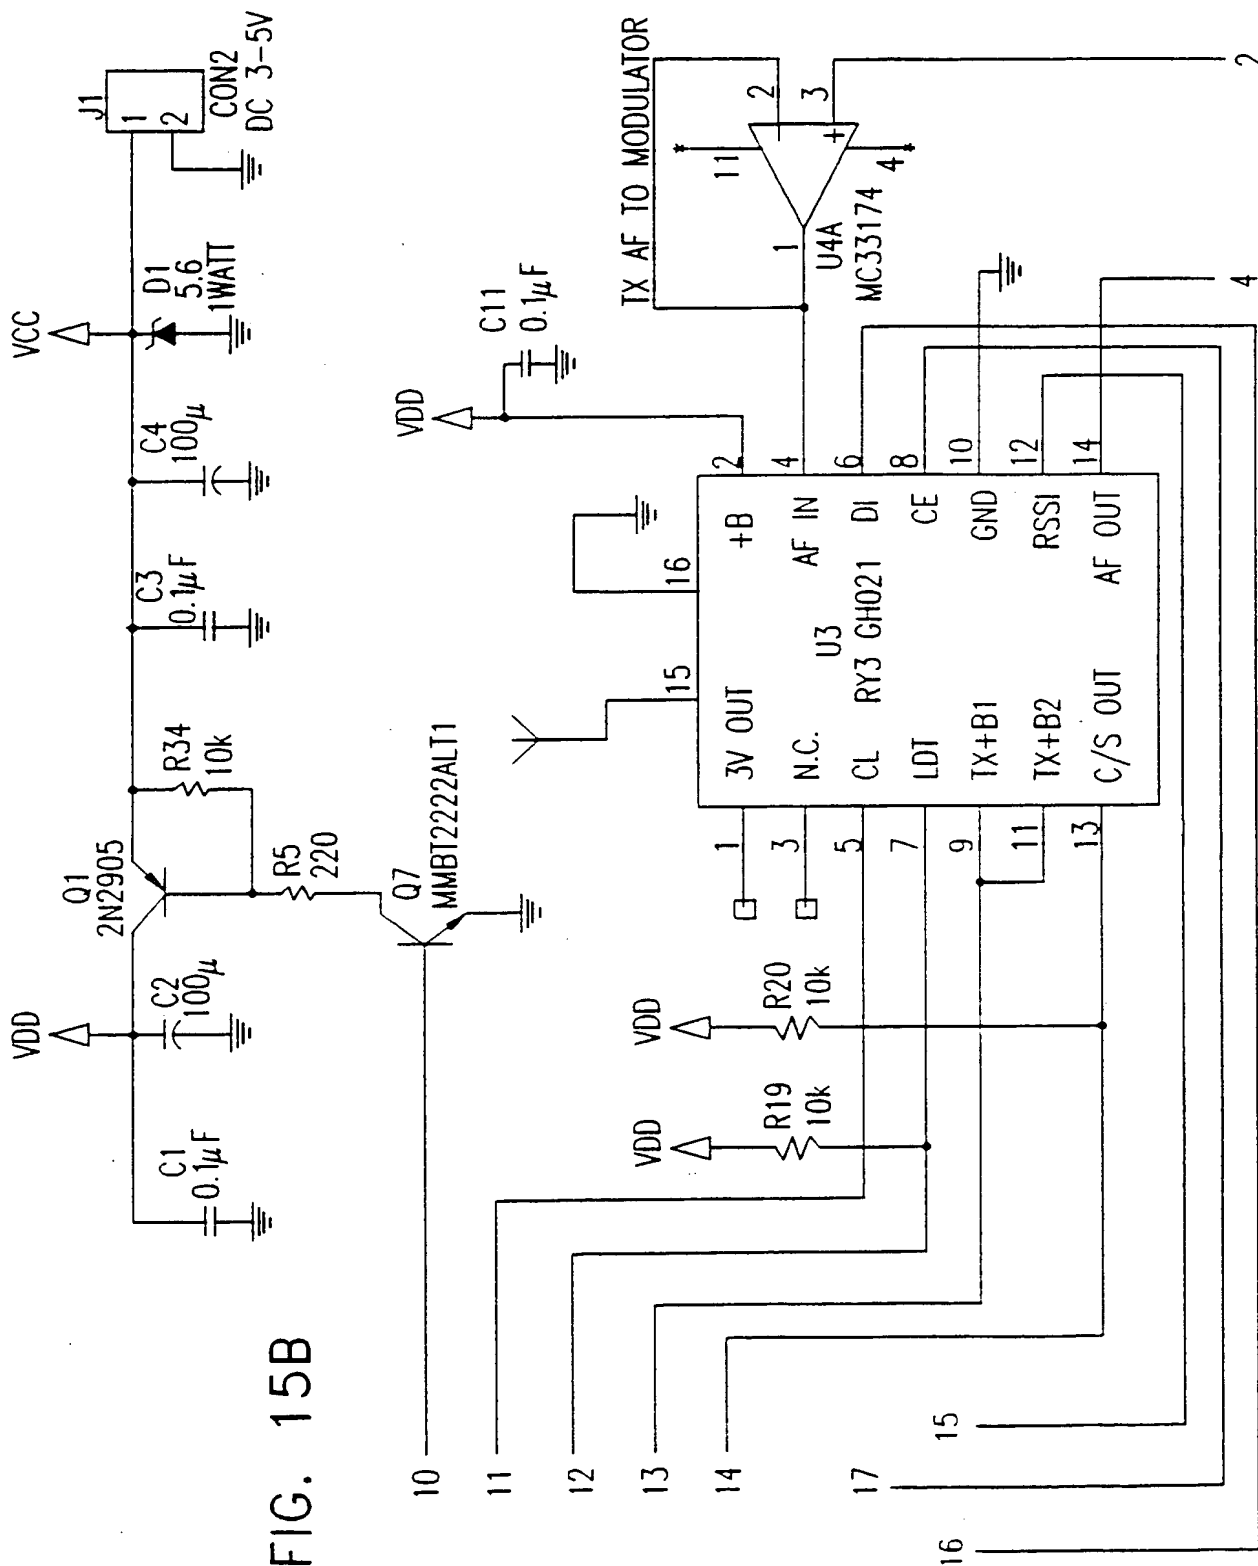 FIG. 15B
VDD
C1
0.1µF
C2
100µ
Q1
2N2905
R34
10k
R5
220
Q7
MMBT2222ALT1
C3
0.1µF
C4
100µ
VCC
D1
5.6
1WATT
J1
1
2
CON2
DC 3-5V
10
11
12
13
14
15
17
16
VDD
R19
10k
VDD
R20
10k
VDD
C11
0.1µF
TX AF TO MODULATOR
11
2
3
4
1
U4A
MC33174
2
4
15
16
1
3
5
7
9
11
13
3V OUT
N.C.
CL
LDT
TX+B1
TX+B2
C/S OUT
U3
RY3 GH021
+B
AF IN
DI
CE
GND
RSSI
AF OUT
2
4
6
8
10
12
14